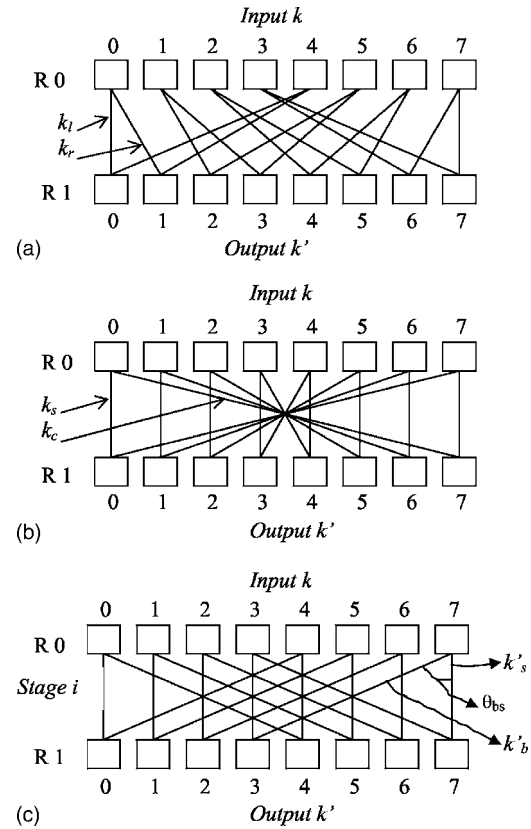 Input k
0 1 2 3 4 5 6 7
R 0
k_l
k_r
R 1
0 1 2 3 4 5 6 7
(a)
Output k'
Input k
0 1 2 3 4 5 6 7
R 0
k_s
k_c
R 1
0 1 2 3 4 5 6 7
(b)
Output k'
Input k
0 1 2 3 4 5 6 7
R 0
k'_s
Stage i
θ_bs
R 1
k'_b
0 1 2 3 4 5 6 7
(c)
Output k'